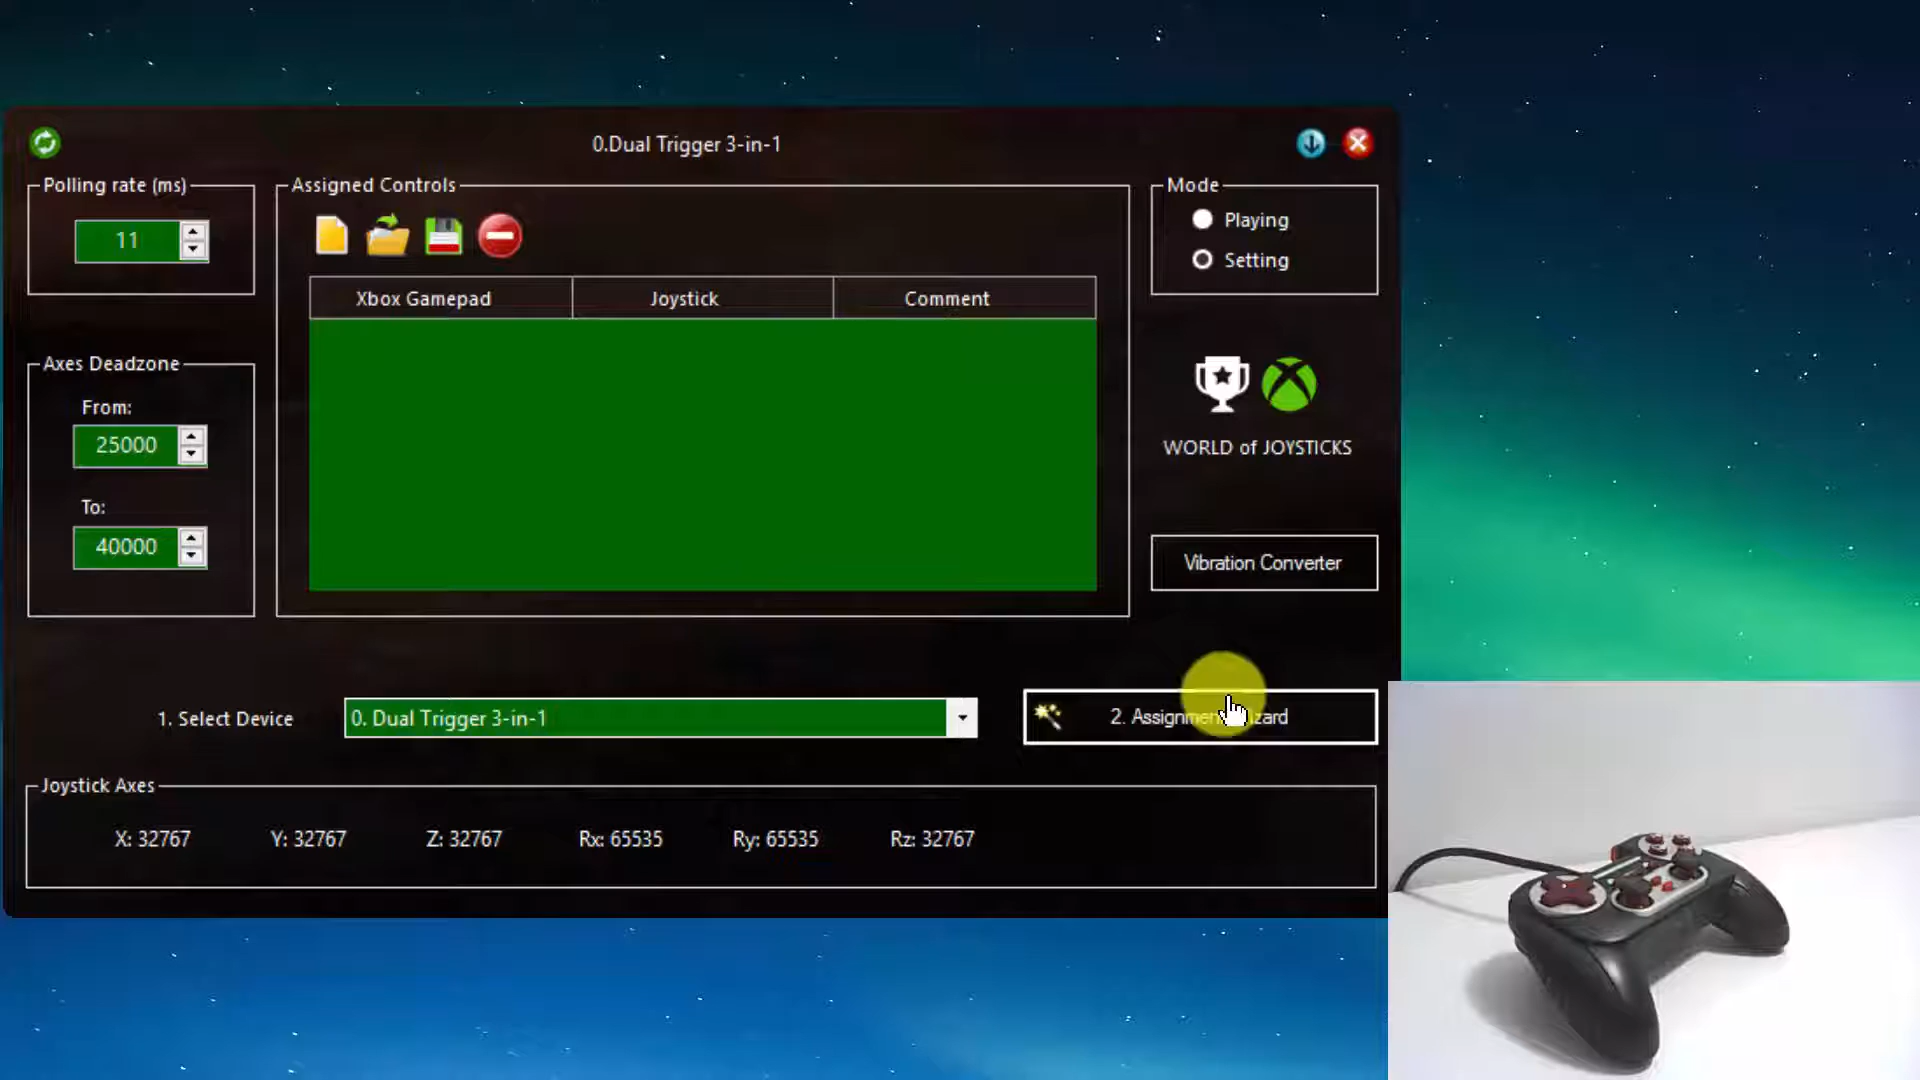 0.Dual Trigger 3-in-1
Polling rate (ms)
11
Assigned Controls
Mode
Playing
Setting
Xbox Gamepad
Joystick
Comment
Axes Deadzone
From:
25000
To:
40000
WORLD of JOYSTICKS
Vibration Converter
1. Select Device
0. Dual Trigger 3-in-1
2.
Joystick Axes
X: 32767
Y: 32767
Z: 32767
Rx: 65535
Ry: 65535
Rz: 32767